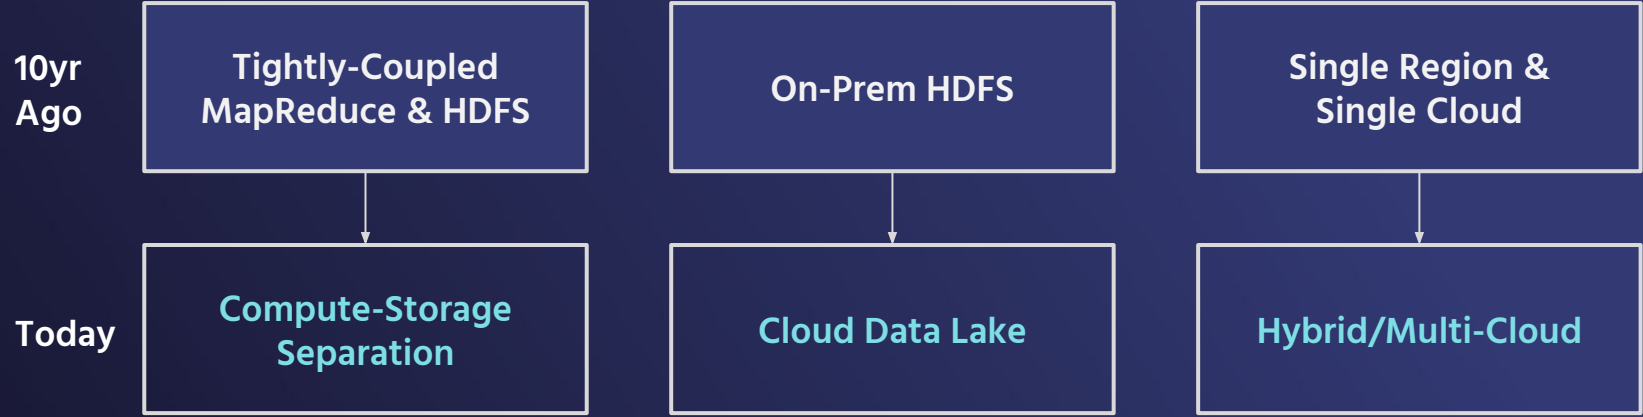 10yr
Ago
Tightly-Coupled
MapReduce & HDFS
On-Prem HDFS
Single Region &
Single Cloud
Today
Compute-Storage
Separation
Cloud Data Lake
Hybrid/Multi-Cloud